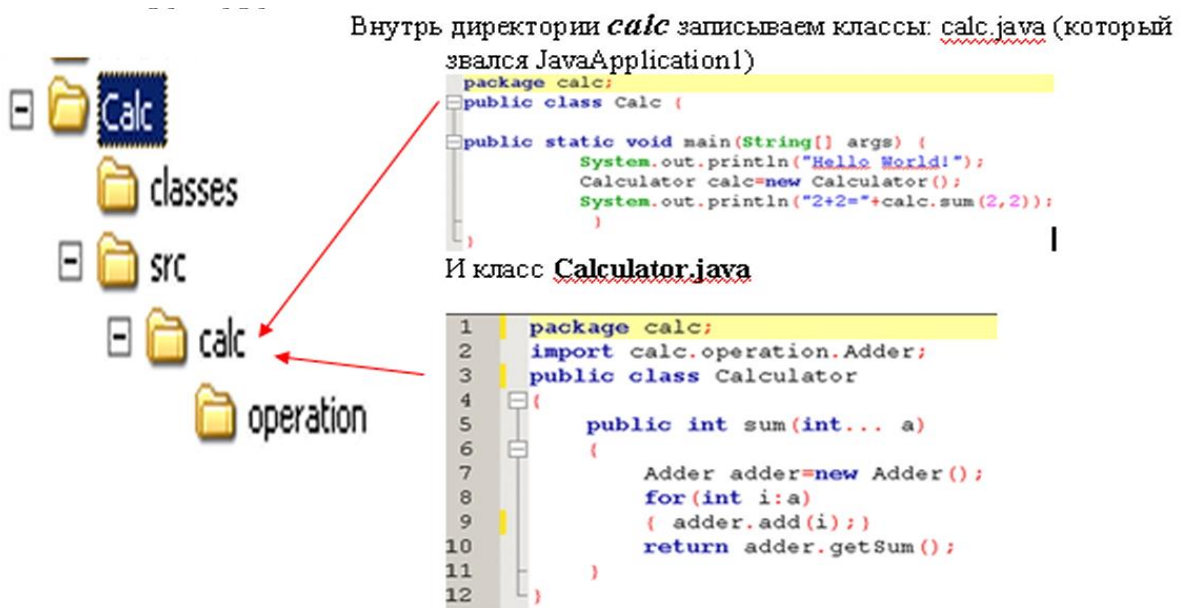 Внутрь директории calc записываем классы: calc.java (который
звался JavaApplication1)
package calc;
public class Calc {
public static void main(String[] args) {
System.out.println("Hello World!");
Calculator calc=new Calculator();
System.out.println("2+2="+calc.sum(2,2));
}
}
И класс Calculator.java
1 package calc;
2 import calc.operation.Adder;
3 public class Calculator
4 {
5 public int sum(int... a)
6 {
7 Adder adder=new Adder();
8 for(int i:a)
9 { adder.add(i);}
10 return adder.getSum();
11 }
12 }
Calc
classes
src
calc
operation